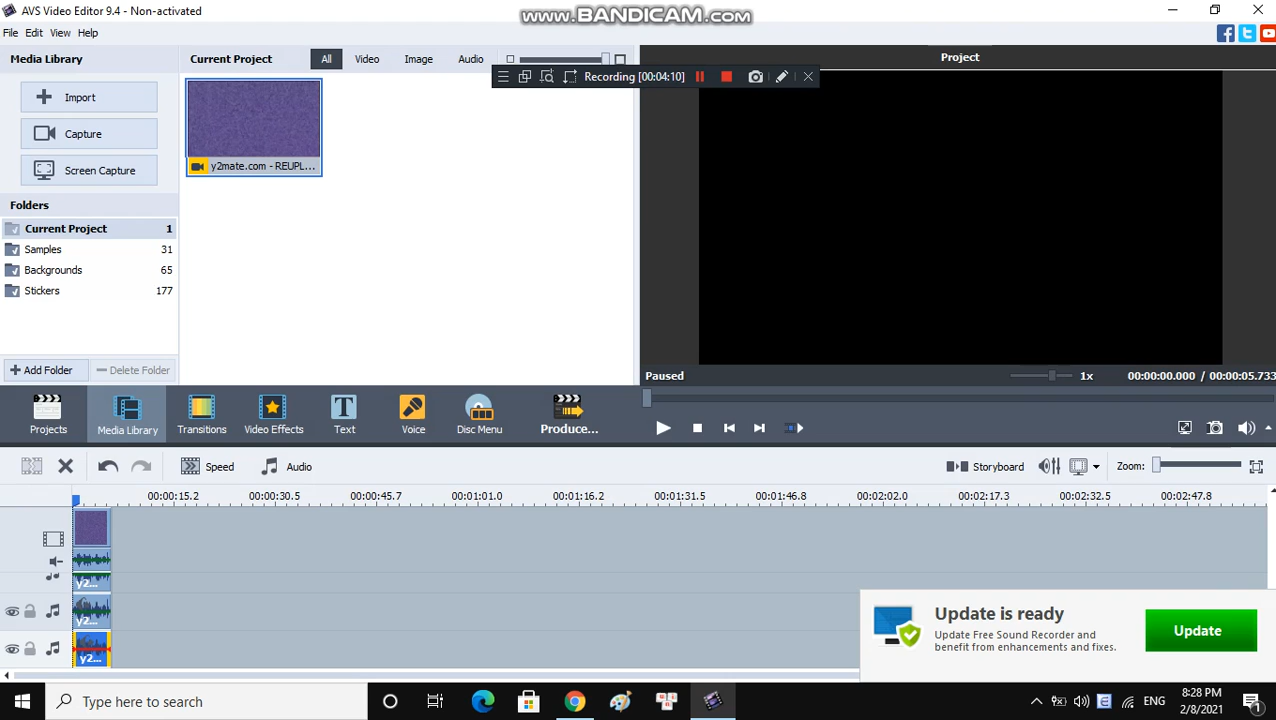 AVS Video Editor 9.4 - Non-activated
www.BANDICAM.com
File Edit View Help
Media Library
Current Project All Video Image Audio
Project
Recording [00:04:10]
Import
Capture
Screen Capture
y2mate.com - REUPL...
Folders
Current Project 1
Samples 31
Backgrounds 65
Stickers 177
Add Folder Delete Folder
Paused 1x 00:00:00.000 / 00:00:05.733
Projects Media Library Transitions Video Effects Text Voice Disc Menu Produce...
Speed Audio Storyboard Zoom:
00:00:15.2 00:00:30.5 00:00:45.7 00:01:01.0 00:01:16.2 00:01:31.5 00:01:46.8 00:02:02.0 00:02:17.3 00:02:32.5 00:02:47.8
y2...
y2...
y2...
Update is ready
Update Free Sound Recorder and
benefit from enhancements and fixes.
Update
Type here to search
ENG
8:28 PM
2/8/2021
1